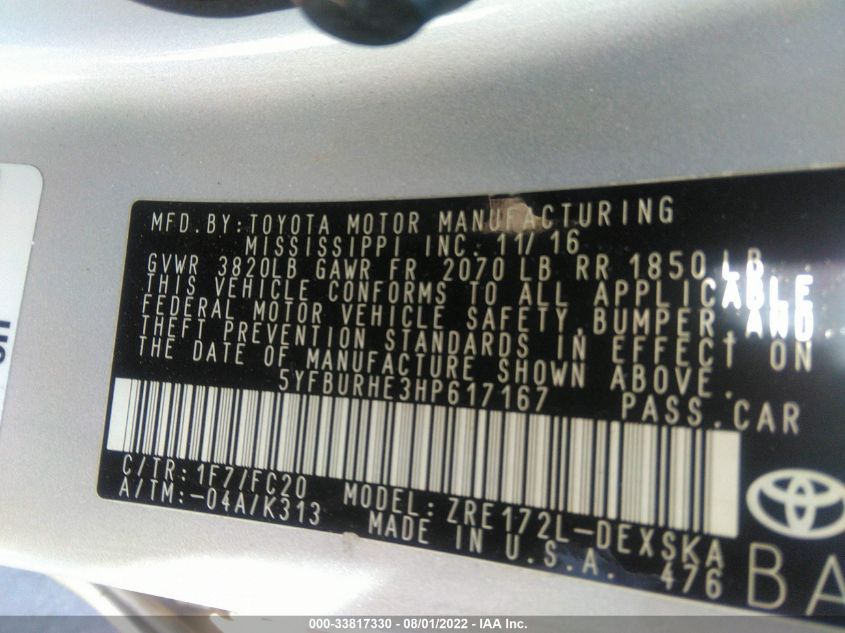 MFD.BY:TOYOTA MOTOR MANUFACTURING
MISSISSIPPI INC. 11/16
GVWR 3820LB GAWR FR 2070 LB RR 1850 LB
THIS VEHICLE CONFORMS TO ALL APPLICABLE
FEDERAL MOTOR VEHICLE SAFETY,BUMPER,AND
THEFT PREVENTION STANDARDS IN EFFECT ON
THE DATE OF MANUFACTURE SHOWN ABOVE.
5YFBURHE3HP617167 PASS.CAR
C/TR:1F7/FC20 MODEL:ZRE172L-DEXSKA
A/TM:-04A/K313 MADE IN U.S.A. 476
BA
000-33817330 - 08/01/2022 - IAA Inc.